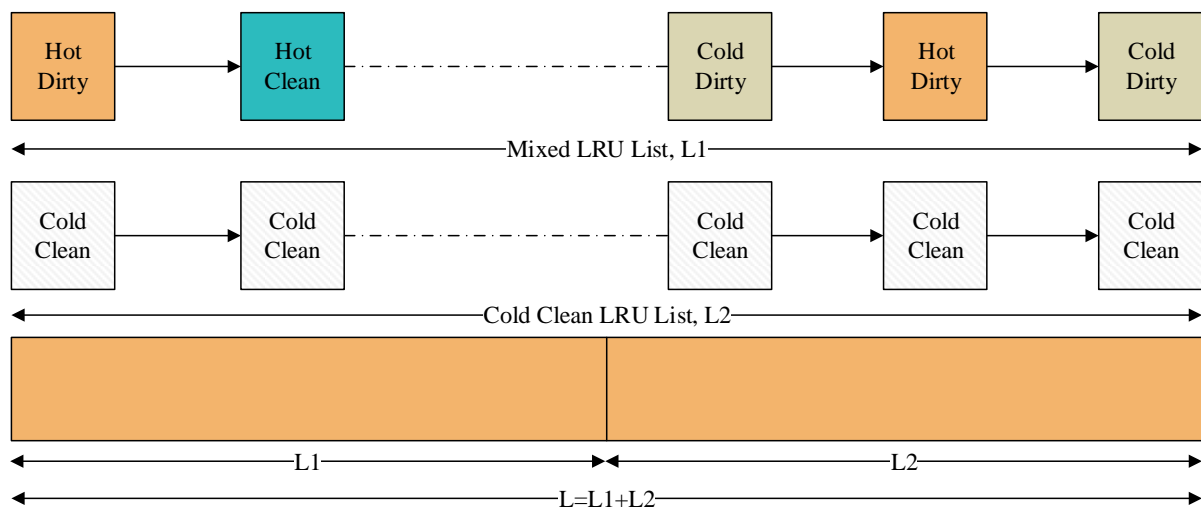 Hot
Dirty
Hot
Clean
Cold
Dirty
Hot
Dirty
Cold
Dirty
Mixed LRU List, L1
Cold
Clean
Cold
Clean
Cold
Clean
Cold
Clean
Cold
Clean
Cold Clean LRU List, L2
L1
L2
L=L1+L2